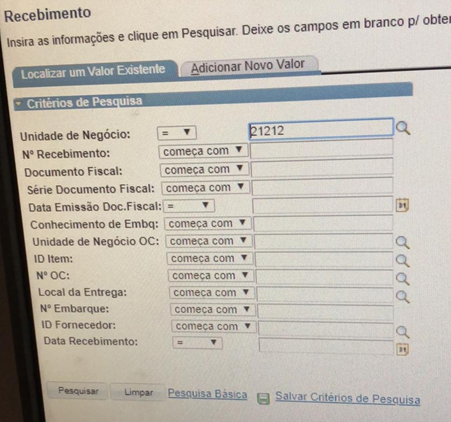 Recebimento
Insira as informações e clique em Pesquisar. Deixe os campos em branco p/
Localizar um Valor Existente Adicionar Novo Valor
Critérios de Pesquisa
Unidade de Negócio: = 21212
Nº Recebimento: começa com
Documento Fiscal: começa com
Série Documento Fiscal: começa com
Data Emissão Doc.Fiscal: =
Conhecimento de Embq: começa com
Unidade de Negócio OC: começa com
ID Item: começa com
Nº OC: começa com
Local da Entrega: começa com
Nº Embarque: começa com
ID Fornecedor: começa com
Data Recebimento: =
Pesquisar Limpar Pesquisa Básica Salvar Critérios de Pesquisa